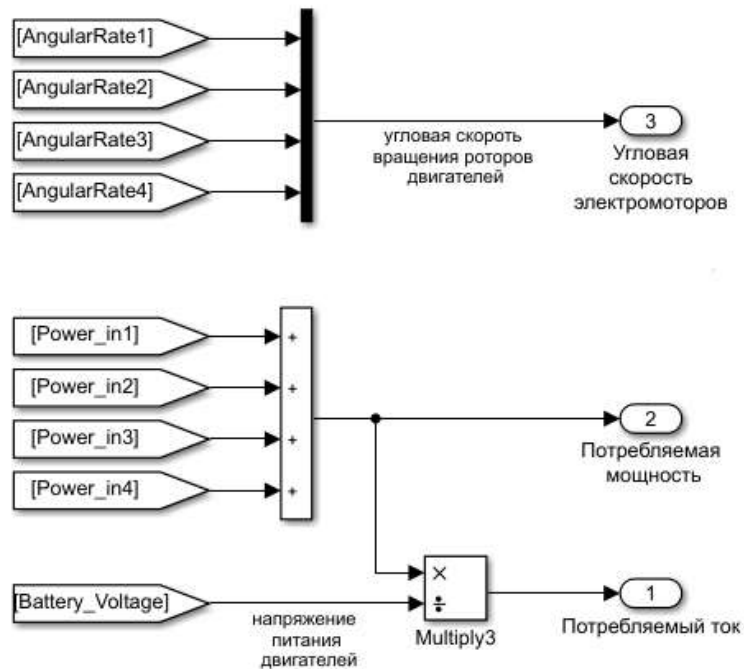 [AngularRate1]
[AngularRate2]
[AngularRate3]
[AngularRate4]
угловая скороть
вращения роторов
двигателей
3
Угловая
скорость
электромоторов
[Power_in1]
[Power_in2]
[Power_in3]
[Power_in4]
+
+
+
+
2
Потребляемая
мощность
[Battery_Voltage]
напряжение
питания
двигателей
×
÷
Multiply3
1
Потребляемый ток